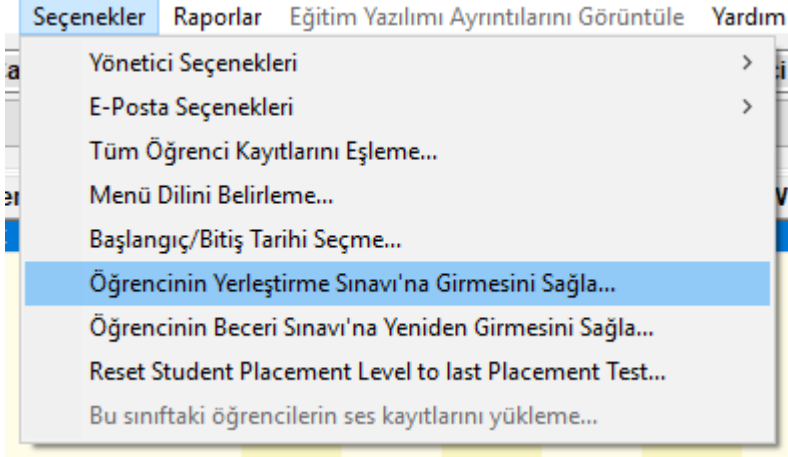 Seçenekler Raporlar Eğitim Yazılımı Ayrıntılarını Görüntüle Yardım
Yönetici Seçenekleri
E-Posta Seçenekleri
Tüm Öğrenci Kayıtlarını Eşleme...
Menü Dilini Belirleme...
Başlangıç/Bitiş Tarihi Seçme...
Öğrencinin Yerleştirme Sınavı'na Girmesini Sağla...
Öğrencinin Beceri Sınavı'na Yeniden Girmesini Sağla...
Reset Student Placement Level to last Placement Test...
Bu sınıftaki öğrencilerin ses kayıtlarını yükleme...